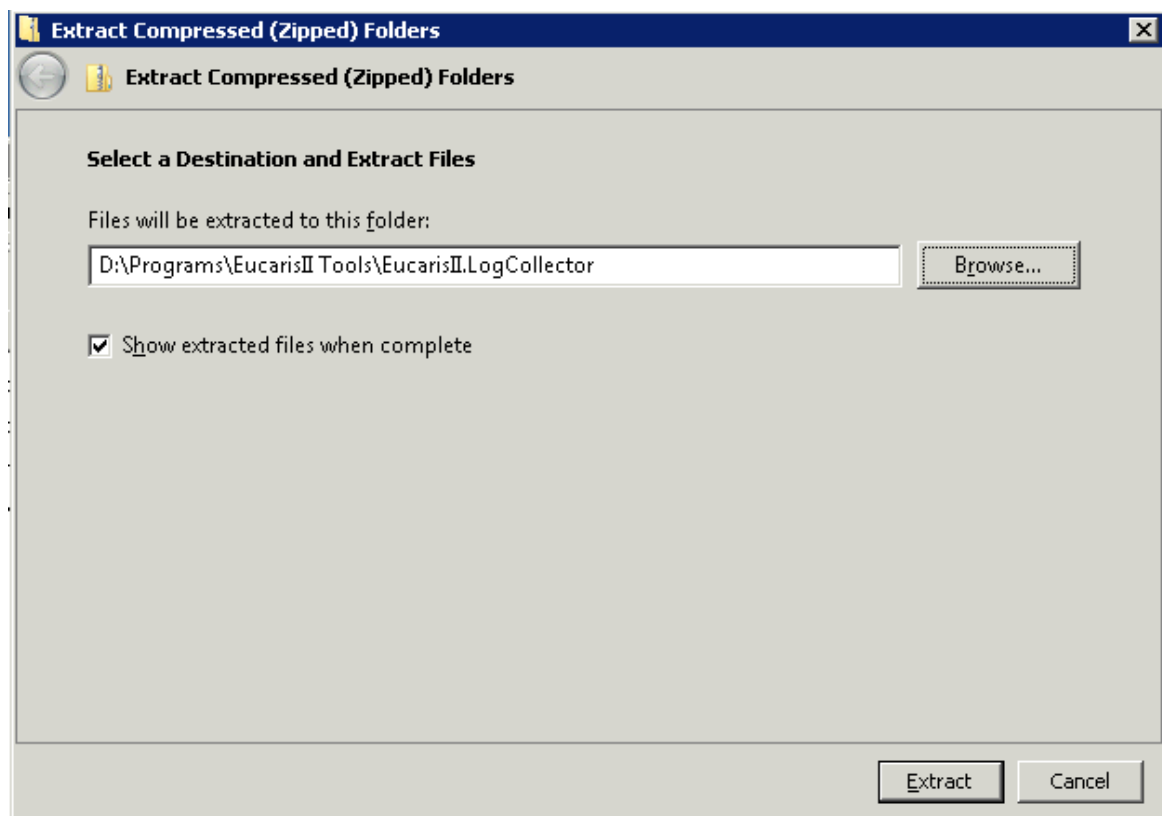 Extract Compressed (Zipped) Folders
Extract Compressed (Zipped) Folders
Select a Destination and Extract Files
Files will be extracted to this folder:
D:\Programs\EucarisII Tools\EucarisII.LogCollector
Browse...
Show extracted files when complete
Extract
Cancel